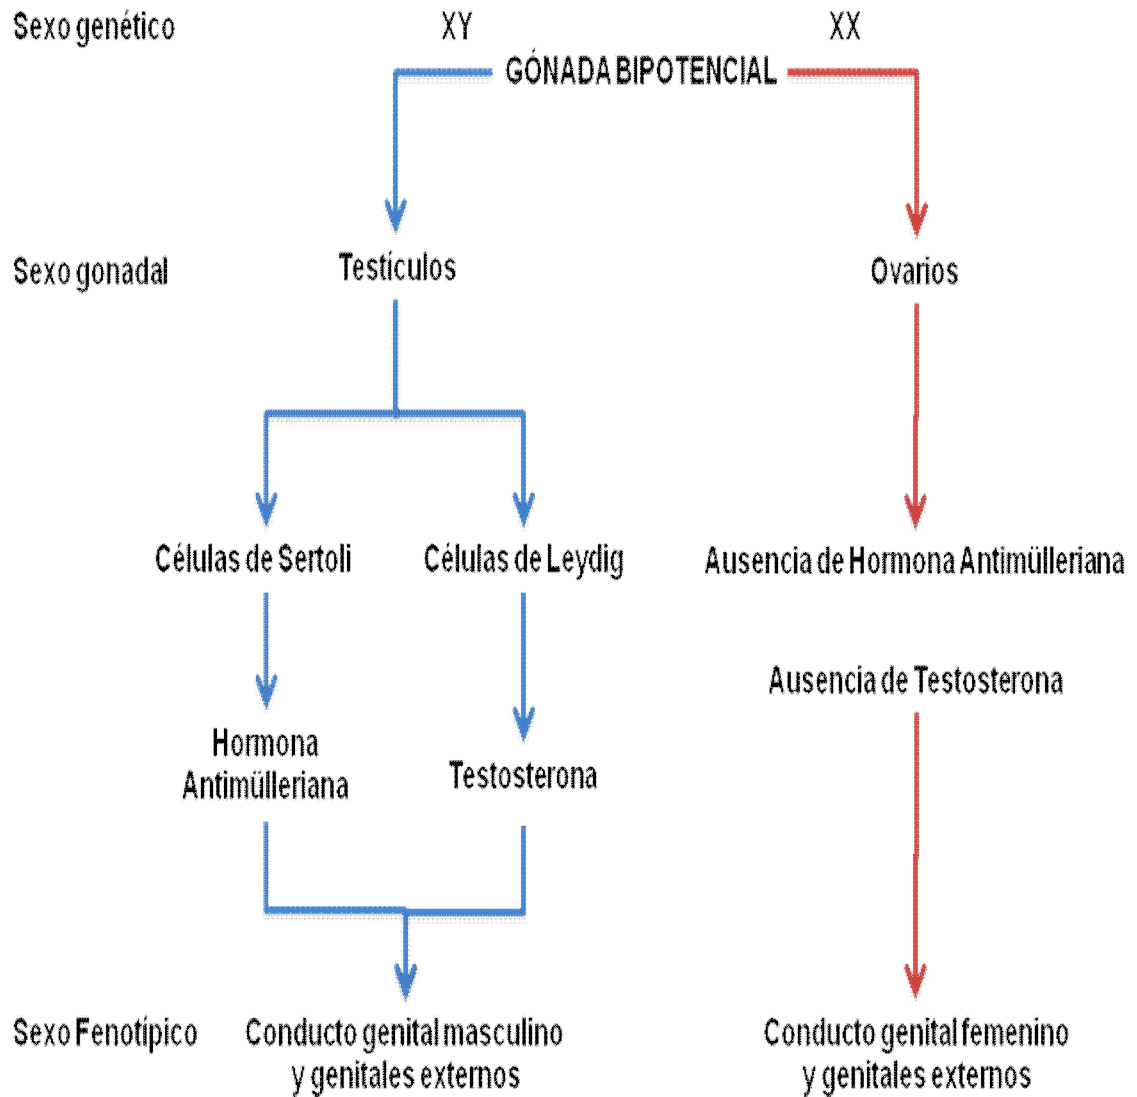 Sexo genético XY XX
GÓNADA BIPOTENCIAL
Sexo gonadal Testículos Ovarios
Células de Sertoli Células de Leydig Ausencia de Hormona Antimülleriana
Ausencia de Testosterona
Hormona
Antimülleriana
Testosterona
Sexo Fenotípico
Conducto genital masculino
y genitales externos
Conducto genital femenino
y genitales externos